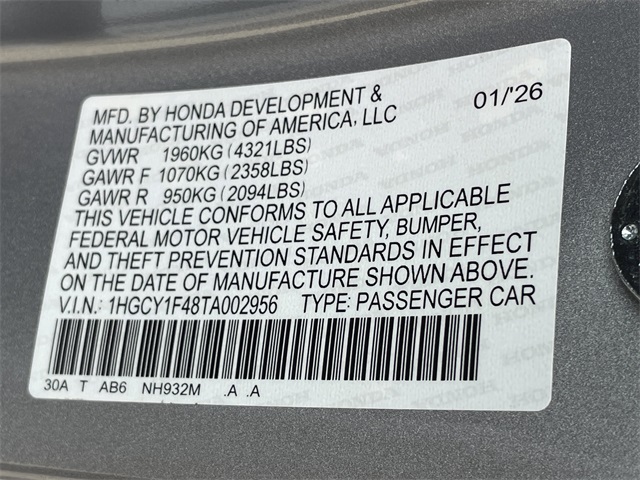 MFD. BY HONDA DEVELOPMENT & 01/'26
MANUFACTURING OF AMERICA, LLC
GVWR 1960KG (4321LBS)
GAWR F 1070KG (2358LBS)
GAWR R 950KG (2094LBS)
THIS VEHICLE CONFORMS TO ALL APPLICABLE
FEDERAL MOTOR VEHICLE SAFETY, BUMPER,
AND THEFT PREVENTION STANDARDS IN EFFECT
ON THE DATE OF MANUFACTURE SHOWN ABOVE.
V.I.N.: 1HGCY1F48TA002956 TYPE: PASSENGER CAR
30A T AB6 NH932M .A .A